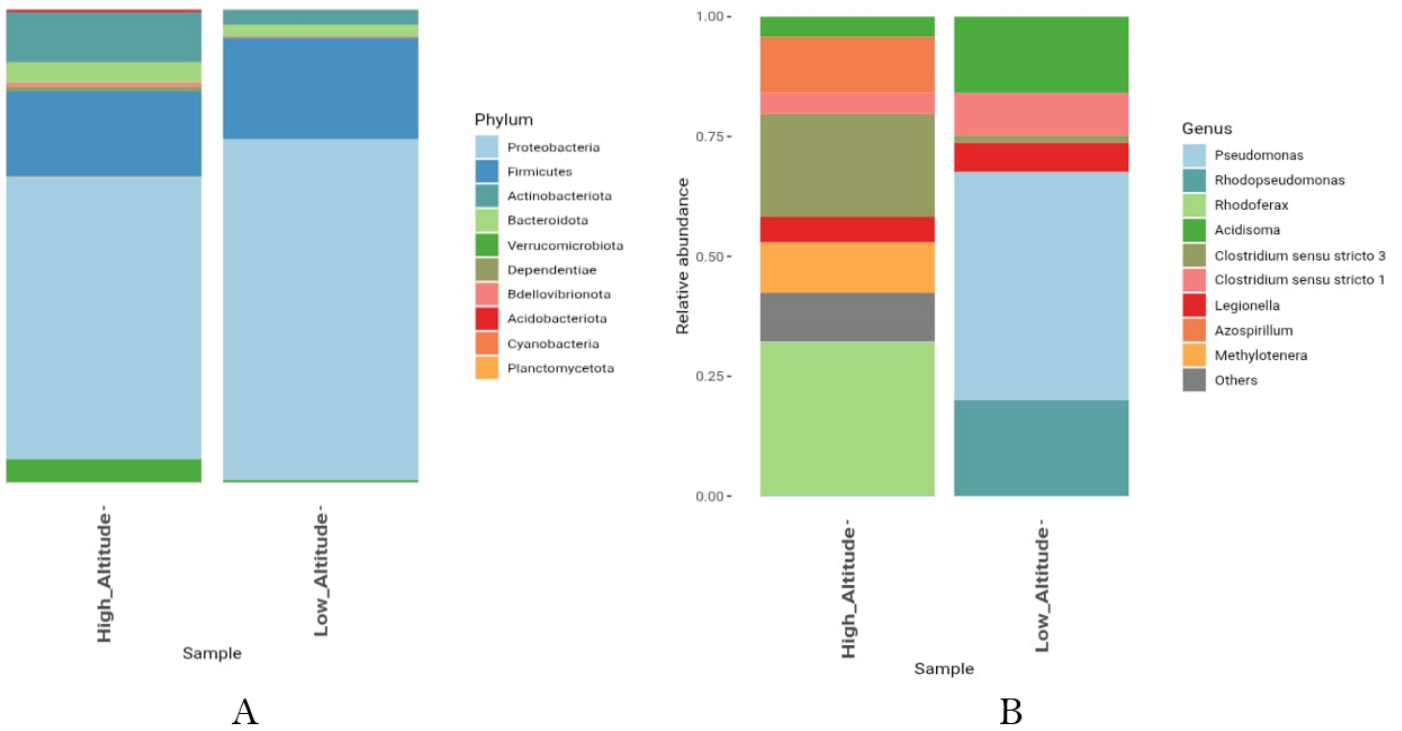 Phylum
Proteobacteria
Firmicutes
Actinobacteriota
Bacteroidota
Verrucomicrobiota
Dependentiae
Bdellovibrionota
Acidobacteriota
Cyanobacteria
Planctomycetota
High_Altitude-
Low_Altitude-
Sample
A
Relative abundance
1.00-
0.75-
0.50-
0.25-
0.00-
Genus
Pseudomonas
Rhodopseudomonas
Rhodoferax
Acidisoma
Clostridium sensu stricto 3
Clostridium sensu stricto 1
Legionella
Azospirillum
Methylotenera
Others
High_Altitude-
Low_Altitude-
Sample
B